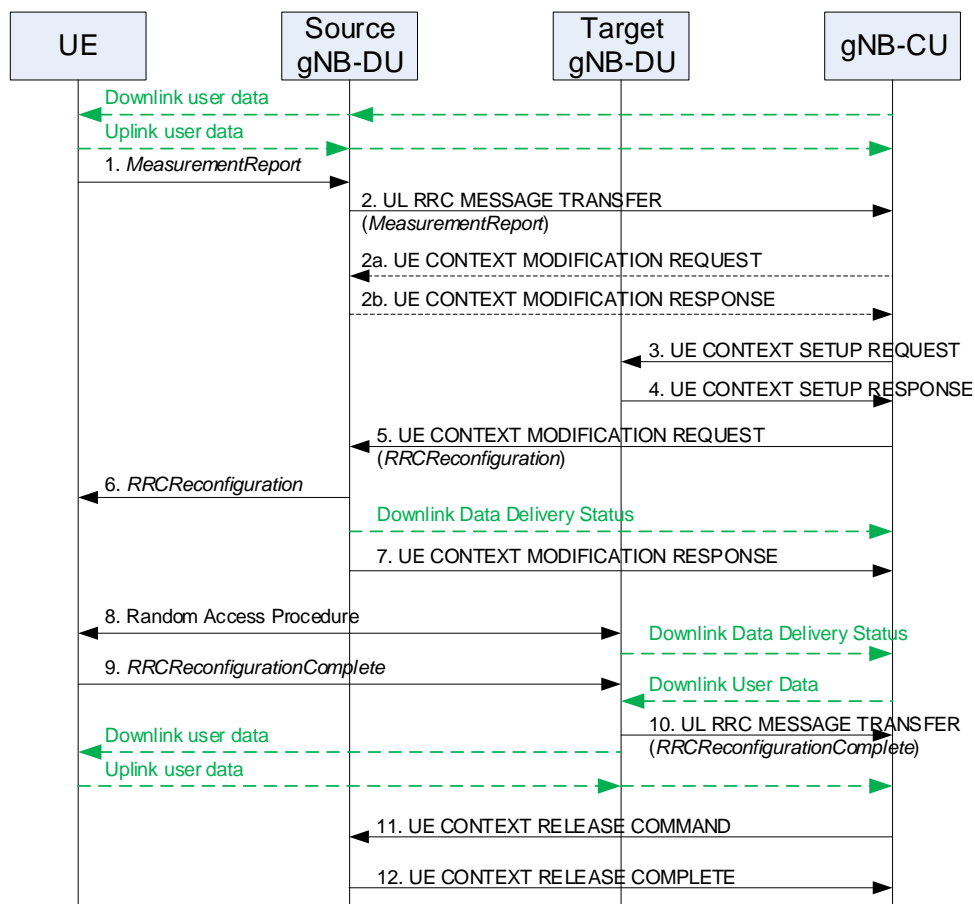 UE
Source
gNB-DU
Target
gNB-DU
gNB-CU
Downlink user data
Uplink user data
1. MeasurementReport
2. UL RRC MESSAGE TRANSFER
(MeasurementReport)
2a. UE CONTEXT MODIFICATION REQUEST
2b. UE CONTEXT MODIFICATION RESPONSE
3. UE CONTEXT SETUP REQUEST
4. UE CONTEXT SETUP RESPONSE
5. UE CONTEXT MODIFICATION REQUEST
(RRCReconfiguration)
6. RRCReconfiguration
Downlink Data Delivery Status
7. UE CONTEXT MODIFICATION RESPONSE
8. Random Access Procedure
Downlink Data Delivery Status
9. RRCReconfigurationComplete
Downlink User Data
10. UL RRC MESSAGE TRANSFER
(RRCReconfigurationComplete)
Downlink user data
Uplink user data
11. UE CONTEXT RELEASE COMMAND
12. UE CONTEXT RELEASE COMPLETE